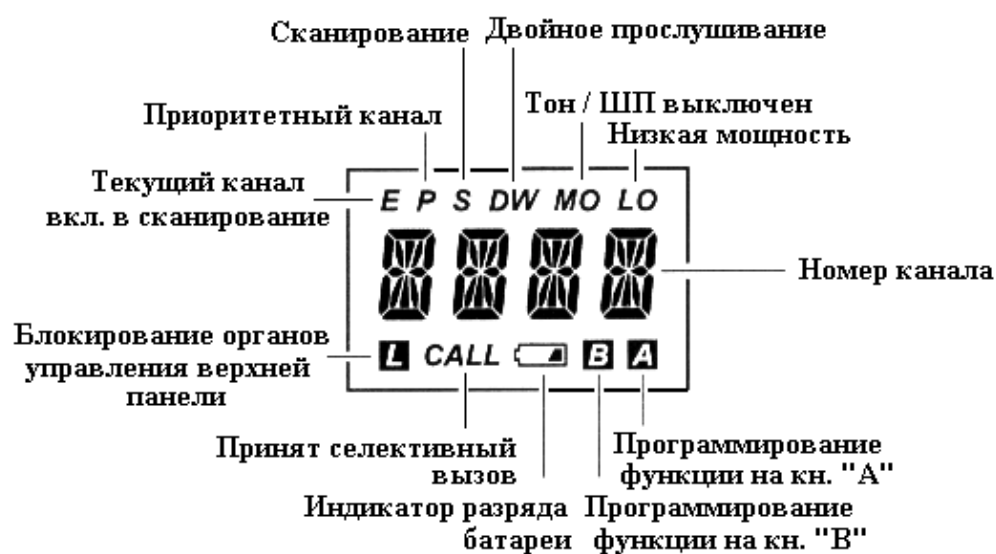 Сканирование
Двойное прослушивание
Приоритетный канал
Тон / ШП выключен
Низкая мощность
Текущий канал
вкл. в сканирование
E P S DW MO LO
Номер канала
Блокирование органов
управления верхней
панели
L CALL B A
Принят селективный
вызов
Индикатор разряда
батареи
Программирование
функции на кн. "B"
Программирование
функции на кн. "A"